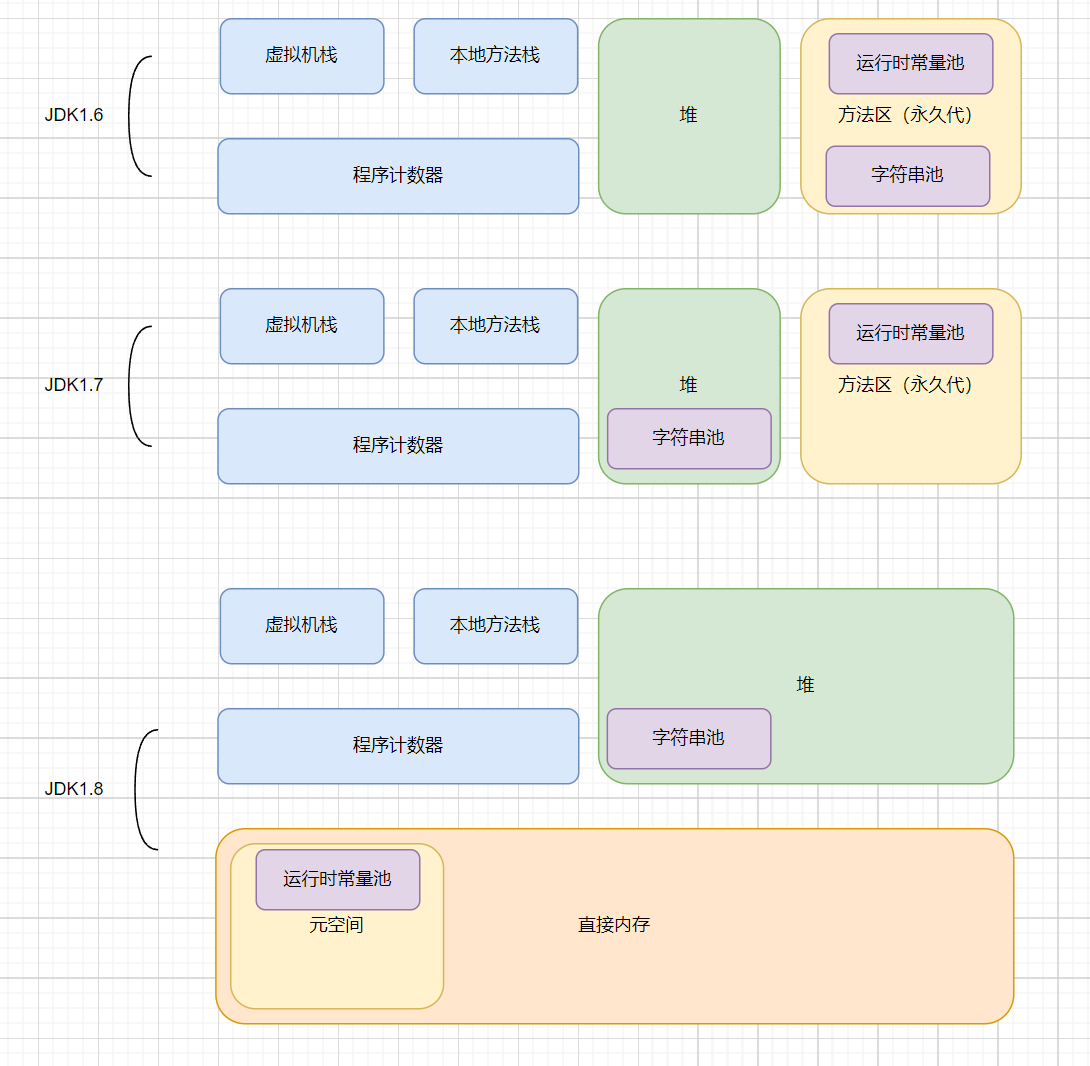 虚拟机栈
本地方法栈
运行时常量池
JDK1.6
堆
方法区（永久代）
程序计数器
字符串池
虚拟机栈
本地方法栈
运行时常量池
JDK1.7
堆
方法区（永久代）
程序计数器
字符串池
虚拟机栈
本地方法栈
堆
程序计数器
字符串池
JDK1.8
运行时常量池
元空间
直接内存